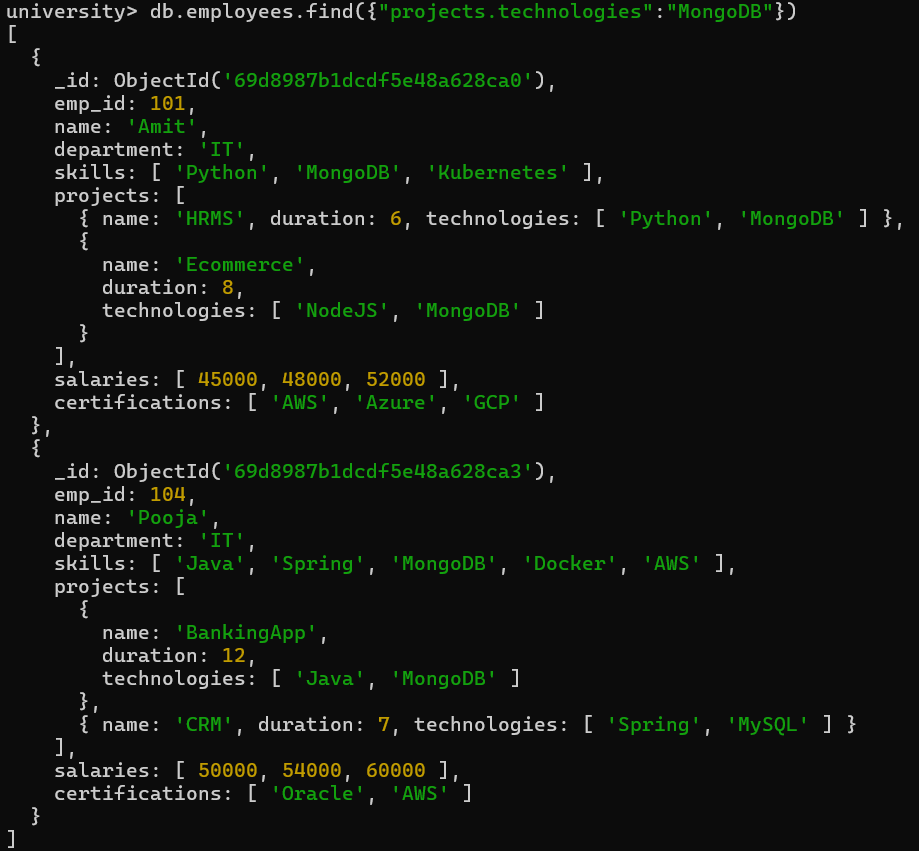 university> db.employees.find({"projects.technologies":"MongoDB"})
[
  {
    _id: ObjectId('69d8987b1dcdf5e48a628ca0'),
    emp_id: 101,
    name: 'Amit',
    department: 'IT',
    skills: [ 'Python', 'MongoDB', 'Kubernetes' ],
    projects: [
      { name: 'HRMS', duration: 6, technologies: [ 'Python', 'MongoDB' ] },
      {
        name: 'Ecommerce',
        duration: 8,
        technologies: [ 'NodeJS', 'MongoDB' ]
      }
    ],
    salaries: [ 45000, 48000, 52000 ],
    certifications: [ 'AWS', 'Azure', 'GCP' ]
  },
  {
    _id: ObjectId('69d8987b1dcdf5e48a628ca3'),
    emp_id: 104,
    name: 'Pooja',
    department: 'IT',
    skills: [ 'Java', 'Spring', 'MongoDB', 'Docker', 'AWS' ],
    projects: [
      {
        name: 'BankingApp',
        duration: 12,
        technologies: [ 'Java', 'MongoDB' ]
      },
      { name: 'CRM', duration: 7, technologies: [ 'Spring', 'MySQL' ] }
    ],
    salaries: [ 50000, 54000, 60000 ],
    certifications: [ 'Oracle', 'AWS' ]
  }
]